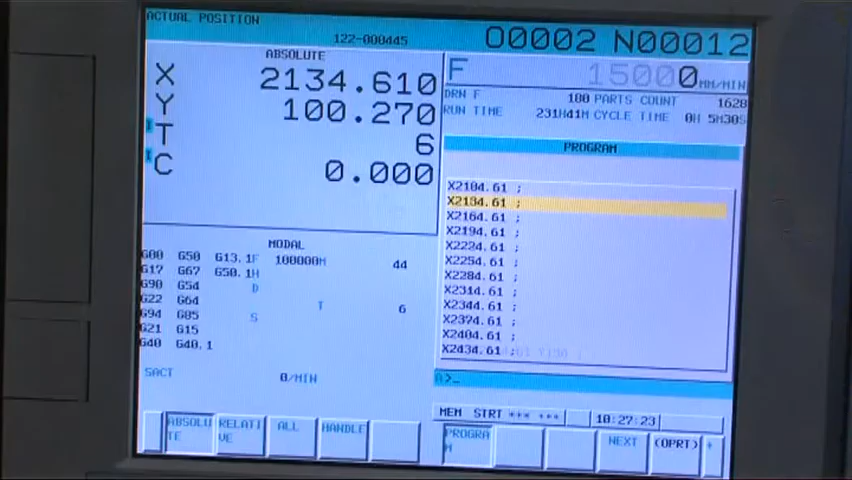 ACTUAL POSITION
122-000445
O0002 N00012
ABSOLUTE
X 2134.610
Y 100.270
T 6
C 0.000
F 15000 MM/MIN
DRN F 100 PARTS COUNT 1628
RUN TIME 231H41M CYCLE TIME 0H 5M30S
PROGRAM
X2104.61 ;
X2134.61 ;
X2164.61 ;
X2194.61 ;
X2224.61 ;
X2254.61 ;
X2284.61 ;
X2314.61 ;
X2344.61 ;
X2374.61 ;
X2404.61 ;
X2434.61 ;
MODAL
G00 G50 G13.1 F 100000 M 44
G17 G67 G50.1 H
G90 G54 D
G22 G64 T 6
G94 G05 S
G21 G15
G40 G40.1
SACT 0/MIN
A>_
MEM STRT *** *** 10:27:23
ABSOLUTE RELATIVE ALL HANDLE PROGRAM NEXT (OPRT) +